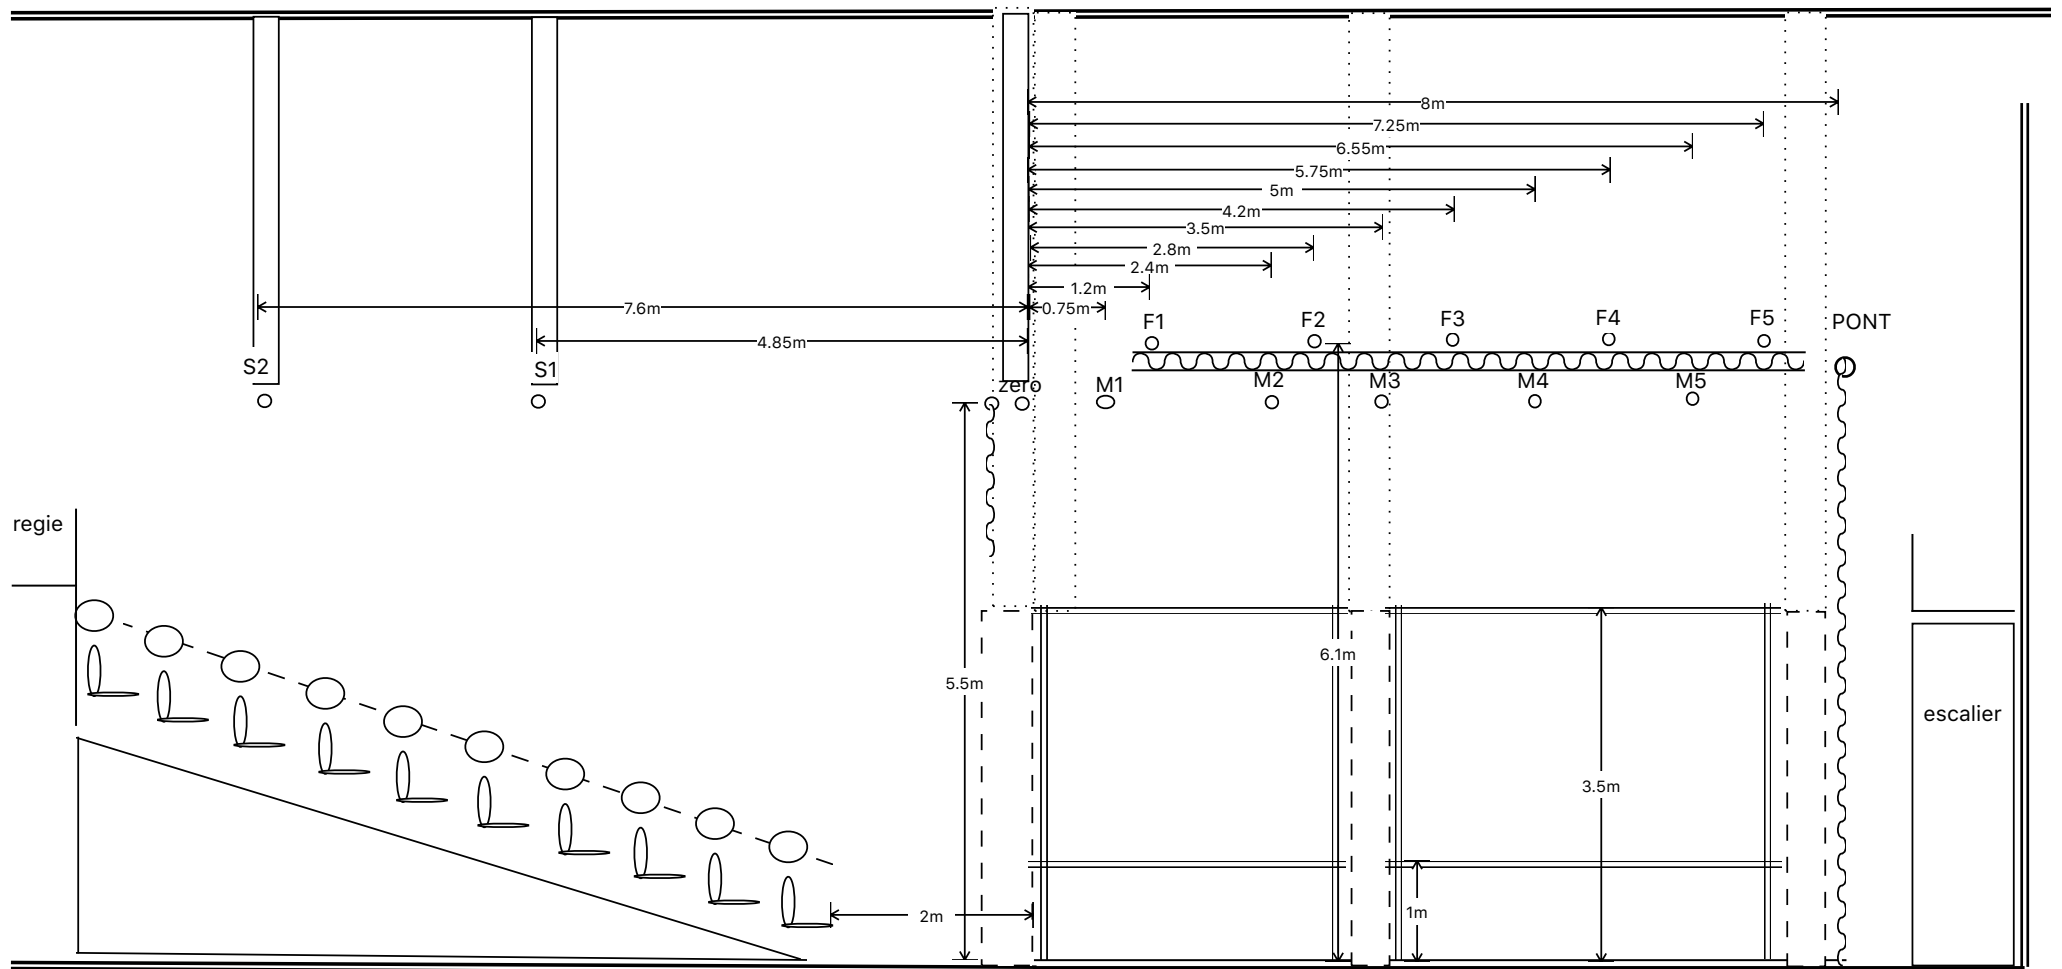 8m
7.25m
6.55m
5.75m
5m
4.2m
3.5m
2.8m
2.4m
1.2m
7.6m
0.75m
4.85m
F1
F2
F3
F4
F5
PONT
S2
S1
zero
M1
M2
M3
M4
M5
regie
6.1m
5.5m
escalier
3.5m
2m
1m